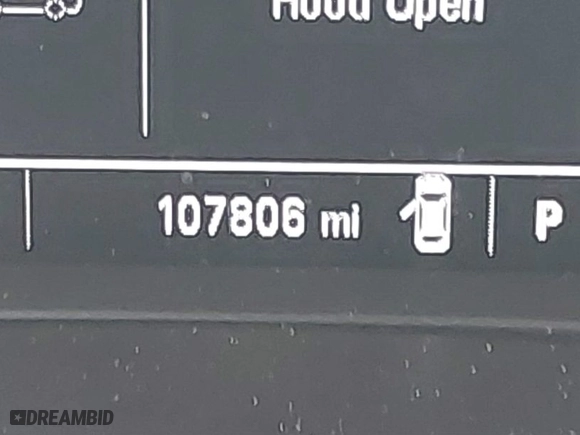 Hood Open
107806 mi
P
DREAMBID